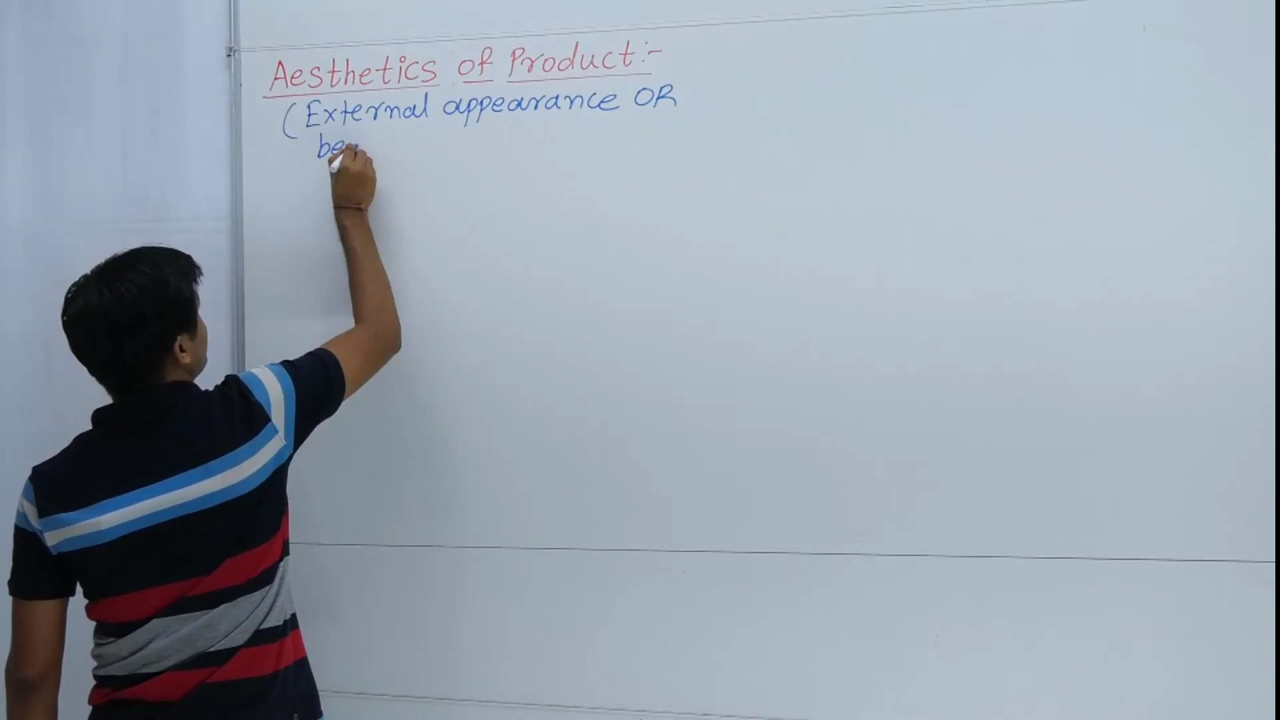 Aesthetics of Product:-
(External appearance OR